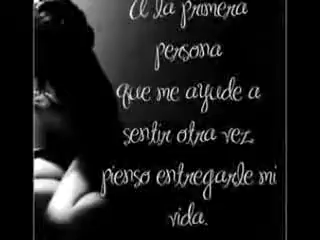 A la primera
persona
que me ayude a
sentir otra vez
pienso entregarle mi
vida.